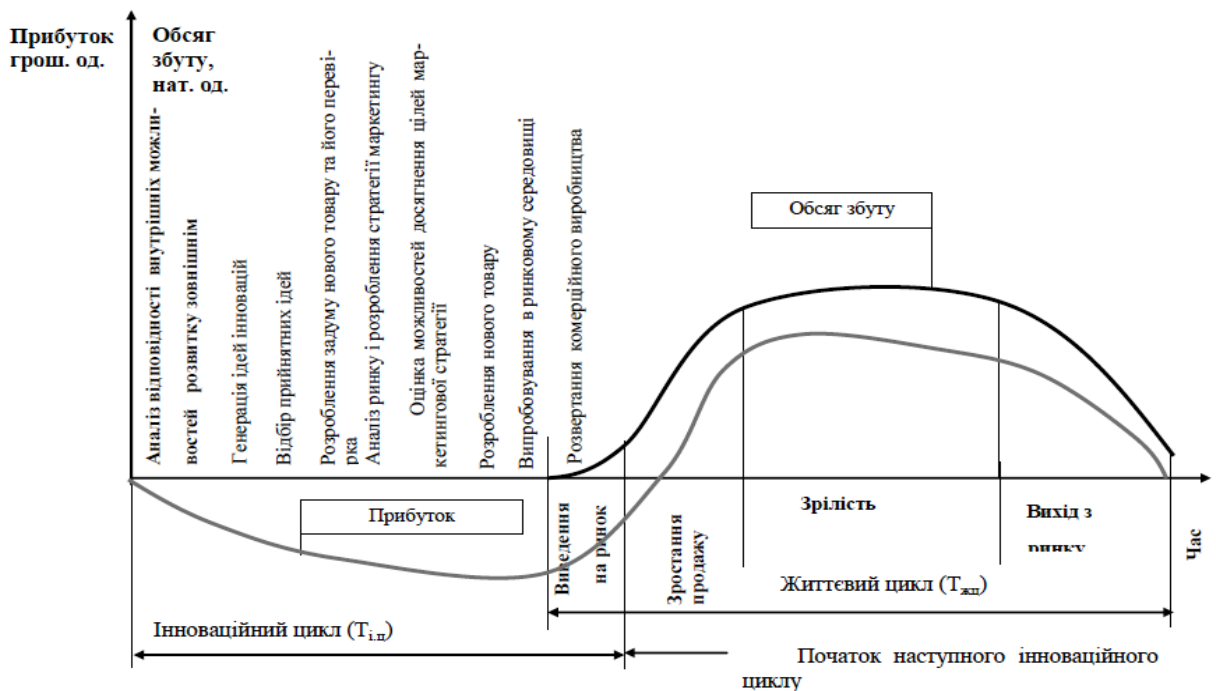 Прибуток
грош. од.
Обсяг
збуту,
нат. од.
Аналіз відповідності внутрішніх можли-
востей розвитку зовнішнім
Генерація ідей інновацій
Відбір прийнятних ідей
Розроблення задуму нового товару та його переві-
рка
Аналіз ринку і розроблення стратегії маркетингу
Оцінка можливостей досягнення цілей мар-
кетингової стратегії
Розроблення нового товару
Випробовування в ринковому середовищі
Розвертання комерційного виробництва
Обсяг збуту
Прибуток
Виведення
на ринок
Зростання
продажу
Зрілість
Вихід з
ринку
Час
Життєвий цикл (Тжц)
Інноваційний цикл (Ті.ц)
Початок наступного інноваційного
циклу